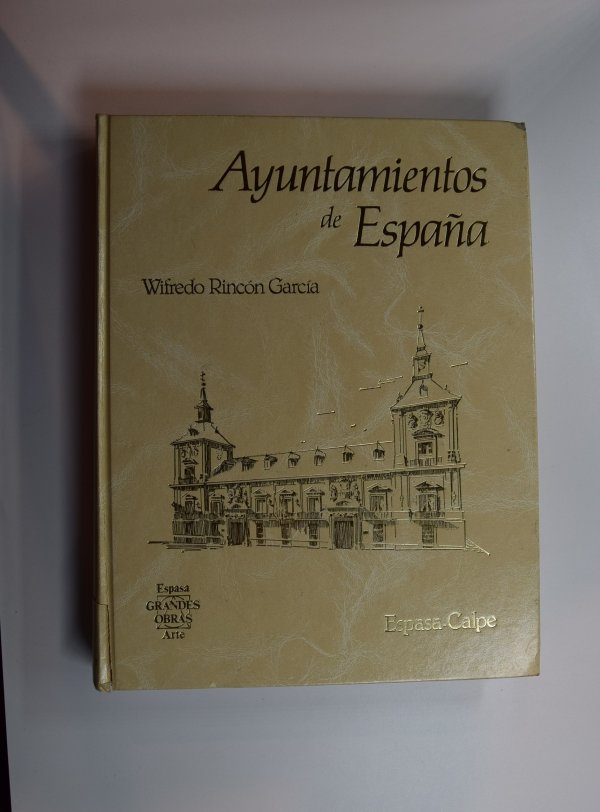 Ayuntamientos
de España
Wifredo Rincón García
Espasa
GRANDES
OBRAS
Arte
Espasa-Calpe